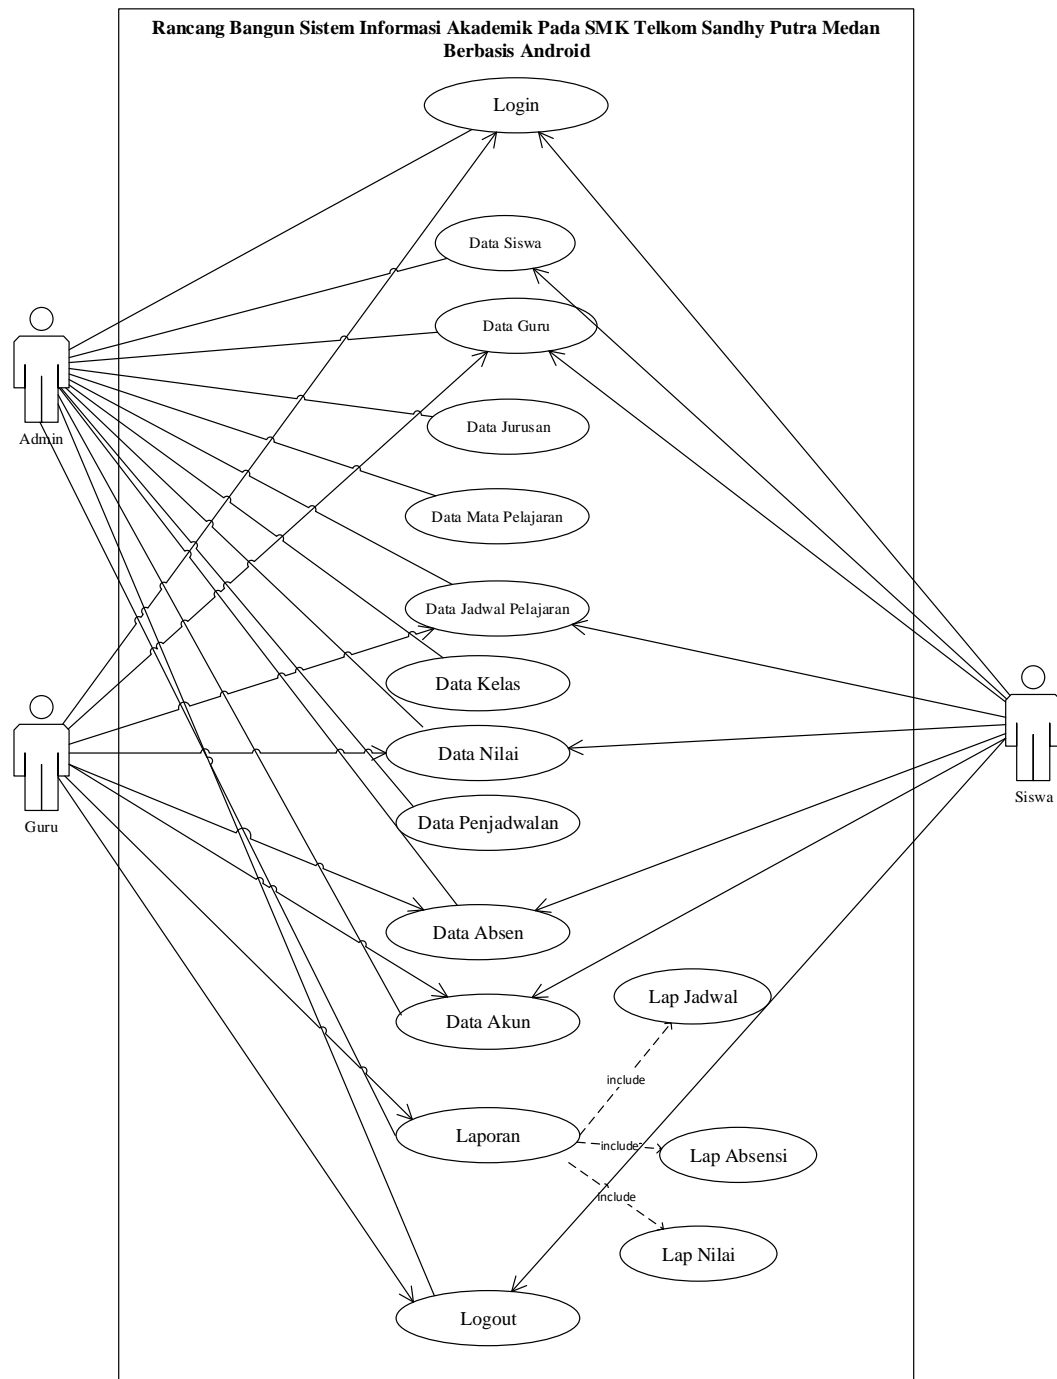 Rancang Bangun Sistem Informasi Akademik Pada SMK Telkom Sandhy Putra Medan
Berbasis Android
Login
Data Siswa
Data Guru
Admin
Data Jurusan
Data Mata Pelajaran
Data Jadwal Pelajaran
Data Kelas
Data Nilai
Guru
Siswa
Data Penjadwalan
Data Absen
Lap Jadwal
Data Akun
include
Laporan
include
Lap Absensi
include
Lap Nilai
Logout